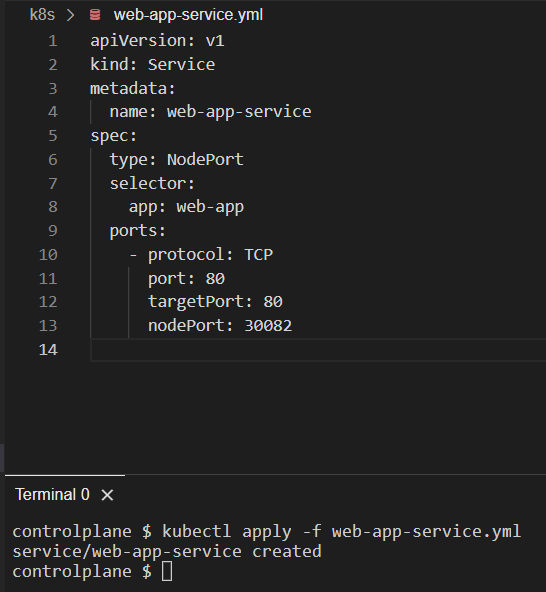 k8s > web-app-service.yml
1 apiVersion: v1
2 kind: Service
3 metadata:
4   name: web-app-service
5 spec:
6   type: NodePort
7   selector:
8     app: web-app
9   ports:
10     - protocol: TCP
11       port: 80
12       targetPort: 80
13       nodePort: 30082
14
Terminal 0 ×
controlplane $ kubectl apply -f web-app-service.yml
service/web-app-service created
controlplane $